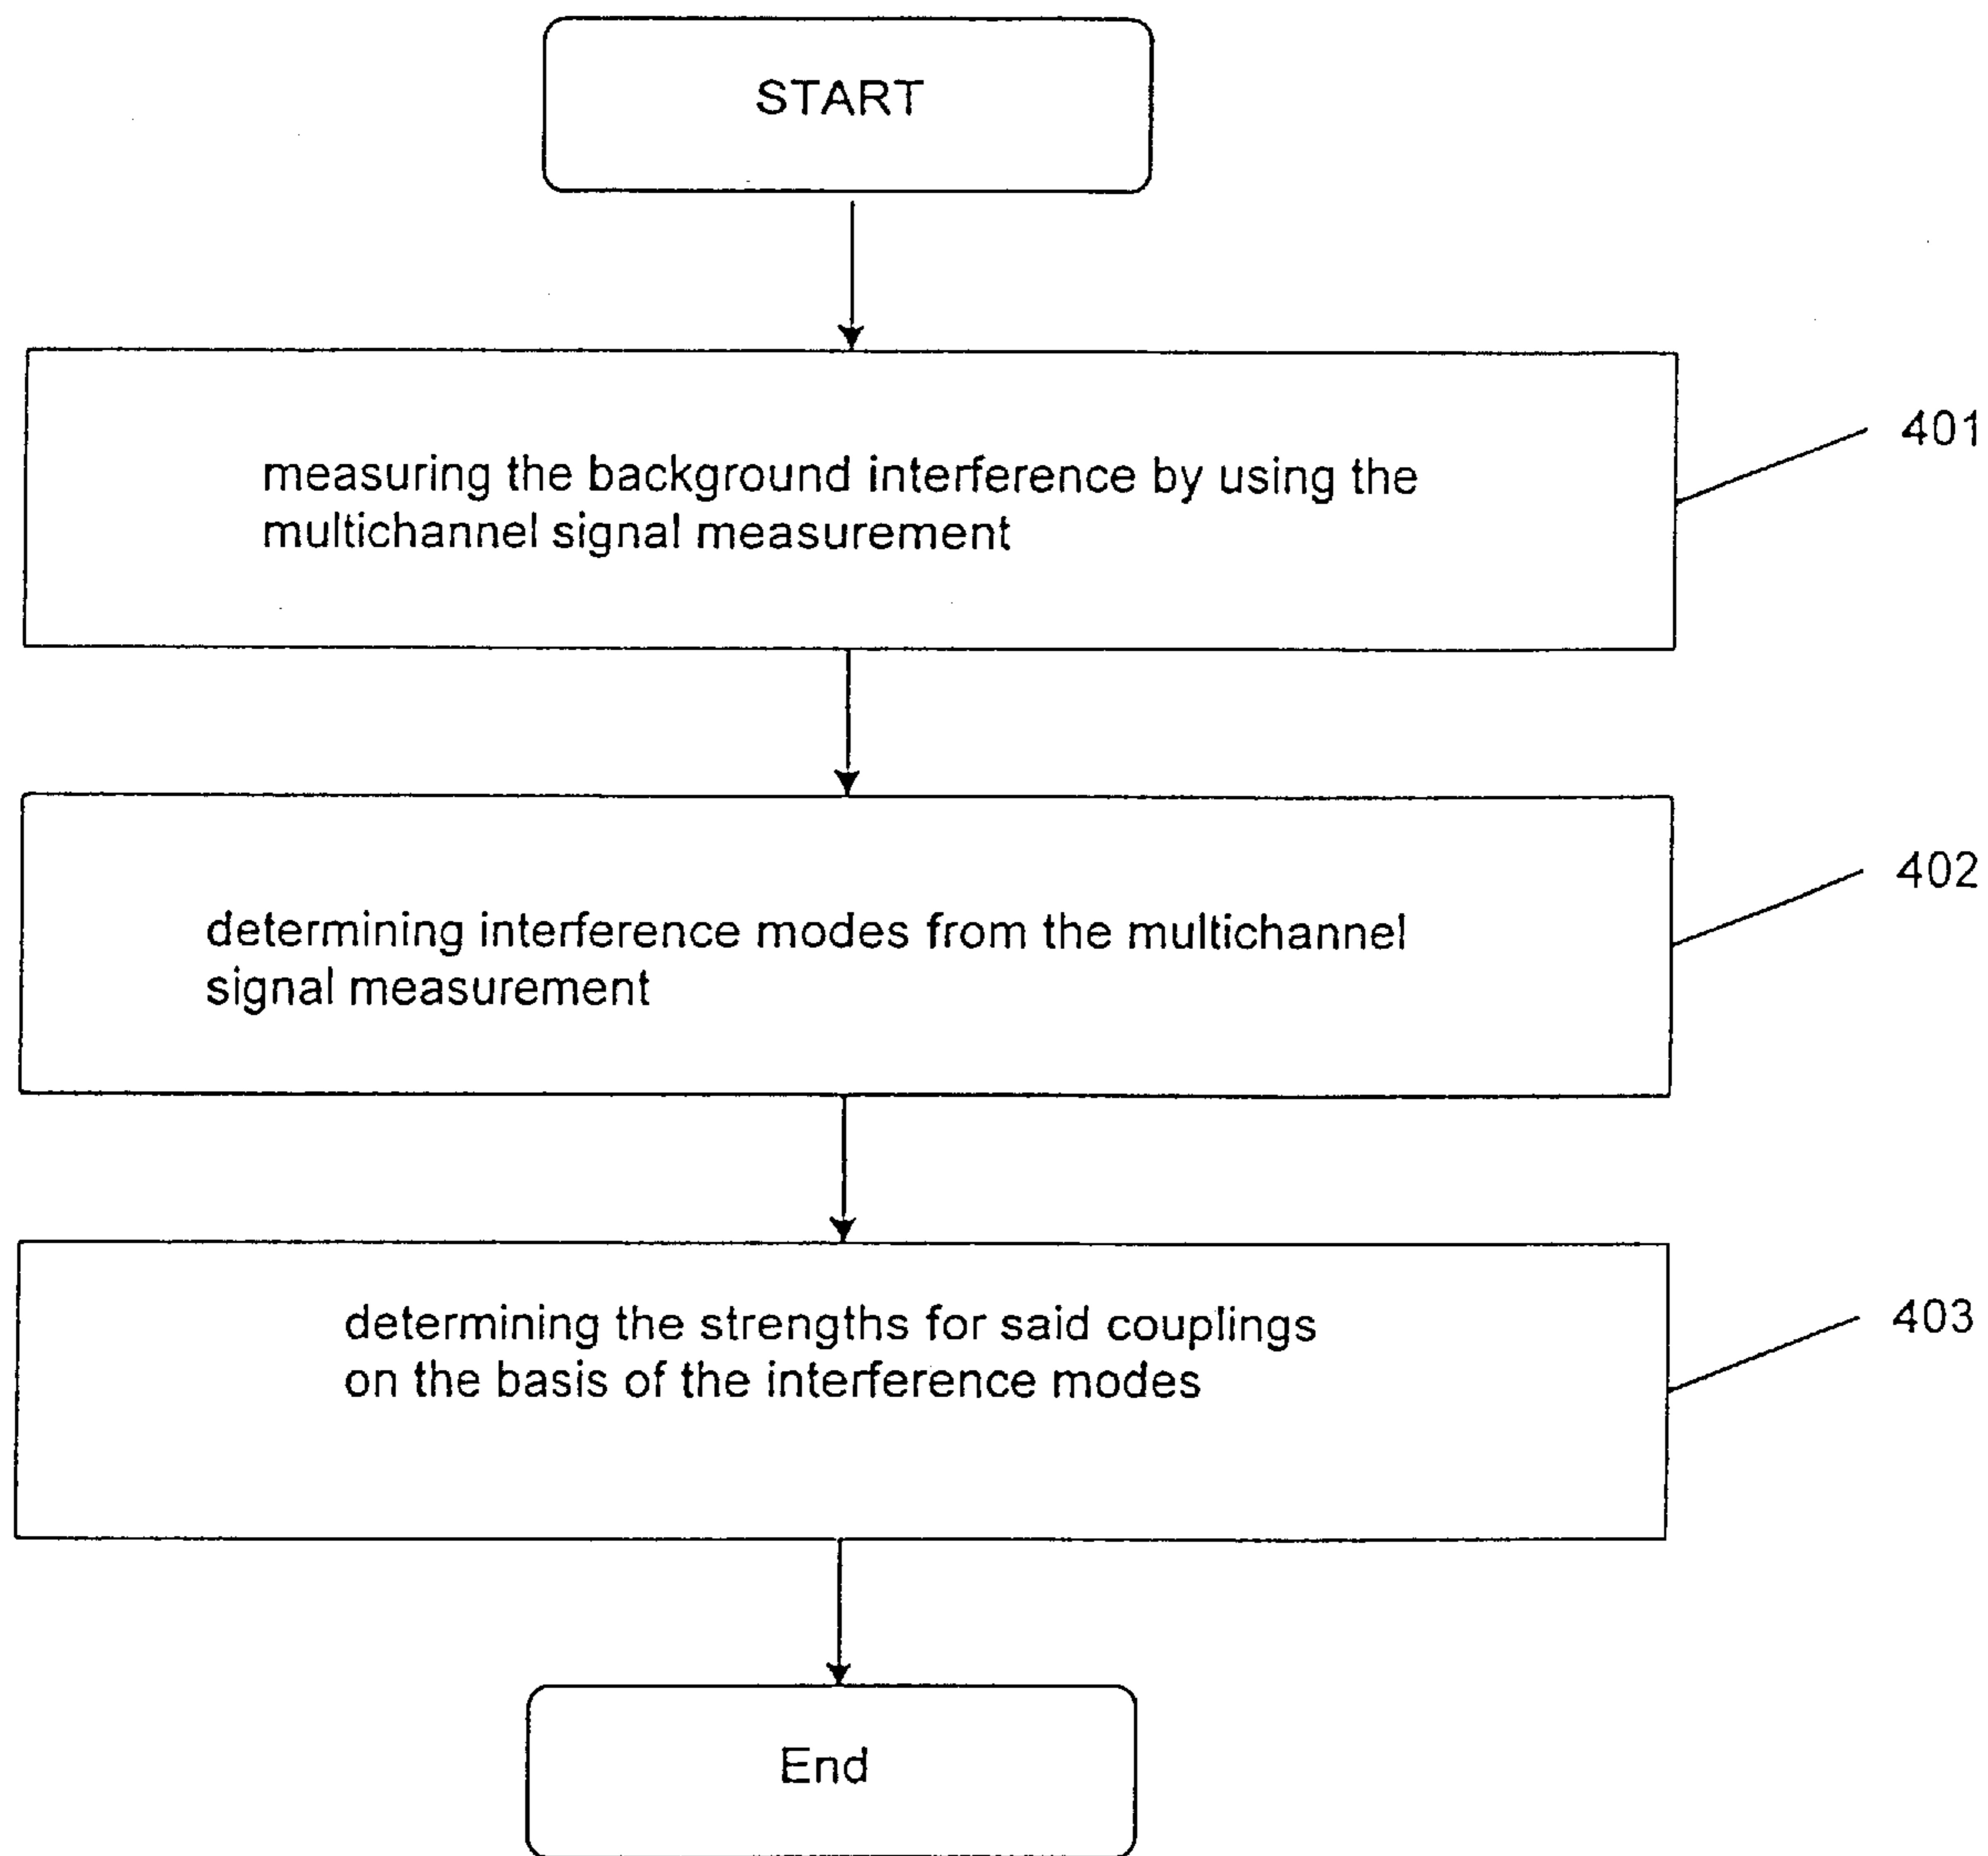 START
measuring the background interference by using the
multichannel signal measurement
401
determining interference modes from the multichannel
signal measurement
402
determining the strengths for said couplings
on the basis of the interference modes
403
End